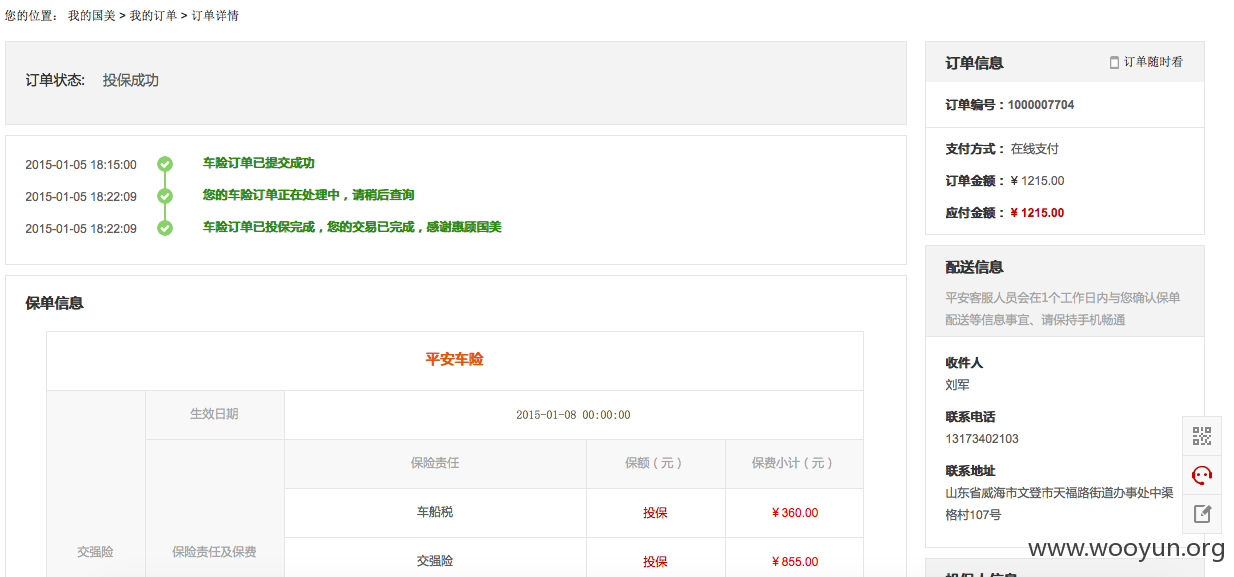 您的位置： 我的国美 > 我的订单 > 订单详情
订单状态： 投保成功
2015-01-05 18:15:00 车险订单已提交成功
2015-01-05 18:22:09 您的车险订单正在处理中，请稍后查询
2015-01-05 18:22:09 车险订单已投保完成，您的交易已完成，感谢惠顾国美
保单信息
平安车险
生效日期 2015-01-08 00:00:00
保险责任 保额（元） 保费小计（元）
车船税 投保 ¥ 360.00
交强险 保险责任及保费 交强险 投保 ¥ 855.00
订单信息 订单随时看
订单编号：1000007704
支付方式： 在线支付
订单金额： ¥ 1215.00
应付金额： ¥ 1215.00
配送信息
平安客服人员会在1个工作日内与您确认保单
配送等信息事宜、请保持手机畅通
收件人
刘军
联系电话
13173402103
联系地址
山东省威海市文登市天福路街道办事处中渠
格村107号
www.wooyun.org